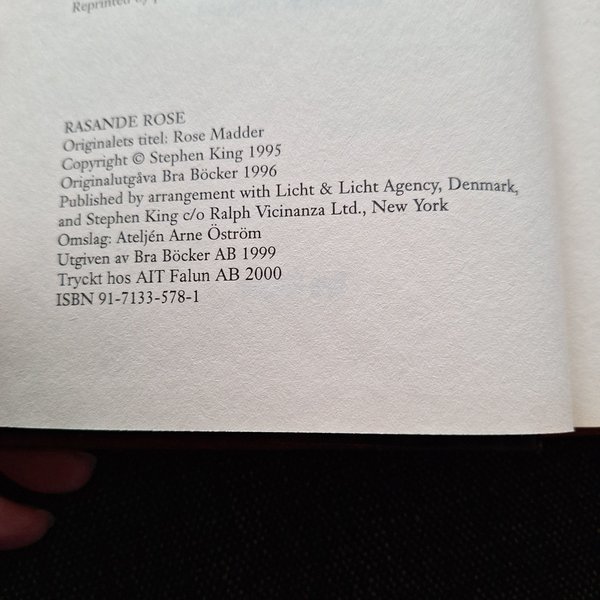 Reprinted by
RASANDE ROSE
Originalets titel: Rose Madder
Copyright © Stephen King 1995
Originalutgåva Bra Böcker 1996
Published by arrangement with Licht & Licht Agency, Denmark,
and Stephen King c/o Ralph Vicinanza Ltd., New York
Omslag: Ateljén Arne Öström
Utgiven av Bra Böcker AB 1999
Tryckt hos AIT Falun AB 2000
ISBN 91-7133-578-1